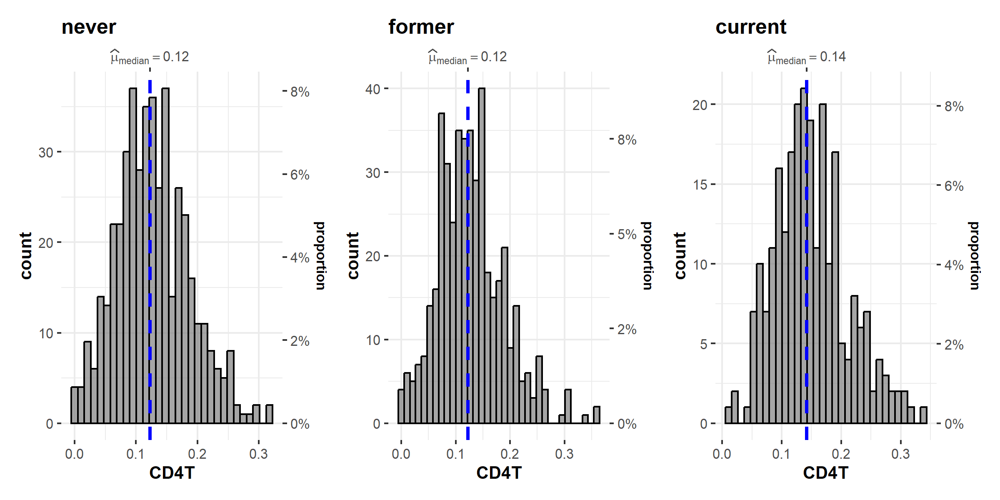 never
former
current
μ̂median = 0.12
μ̂median = 0.12
μ̂median = 0.14
count
30
20
10
0
8%
6%
4%
2%
0%
proportion
0.0 0.1 0.2 0.3
CD4T
count
40
30
20
10
0
8%
5%
2%
0%
proportion
0.0 0.1 0.2 0.3
CD4T
count
20
15
10
5
0
8%
6%
4%
2%
0%
proportion
0.0 0.1 0.2 0.3
CD4T